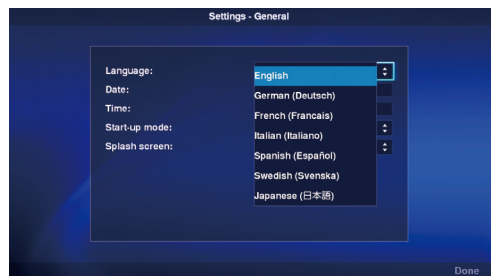 Settings - General
Language:
English
Date:
German (Deutsch)
Time:
French (Francais)
Start-up mode:
Italian (Italiano)
Splash screen:
Spanish (Español)
Swedish (Svenska)
Japanese (日本語)
Done